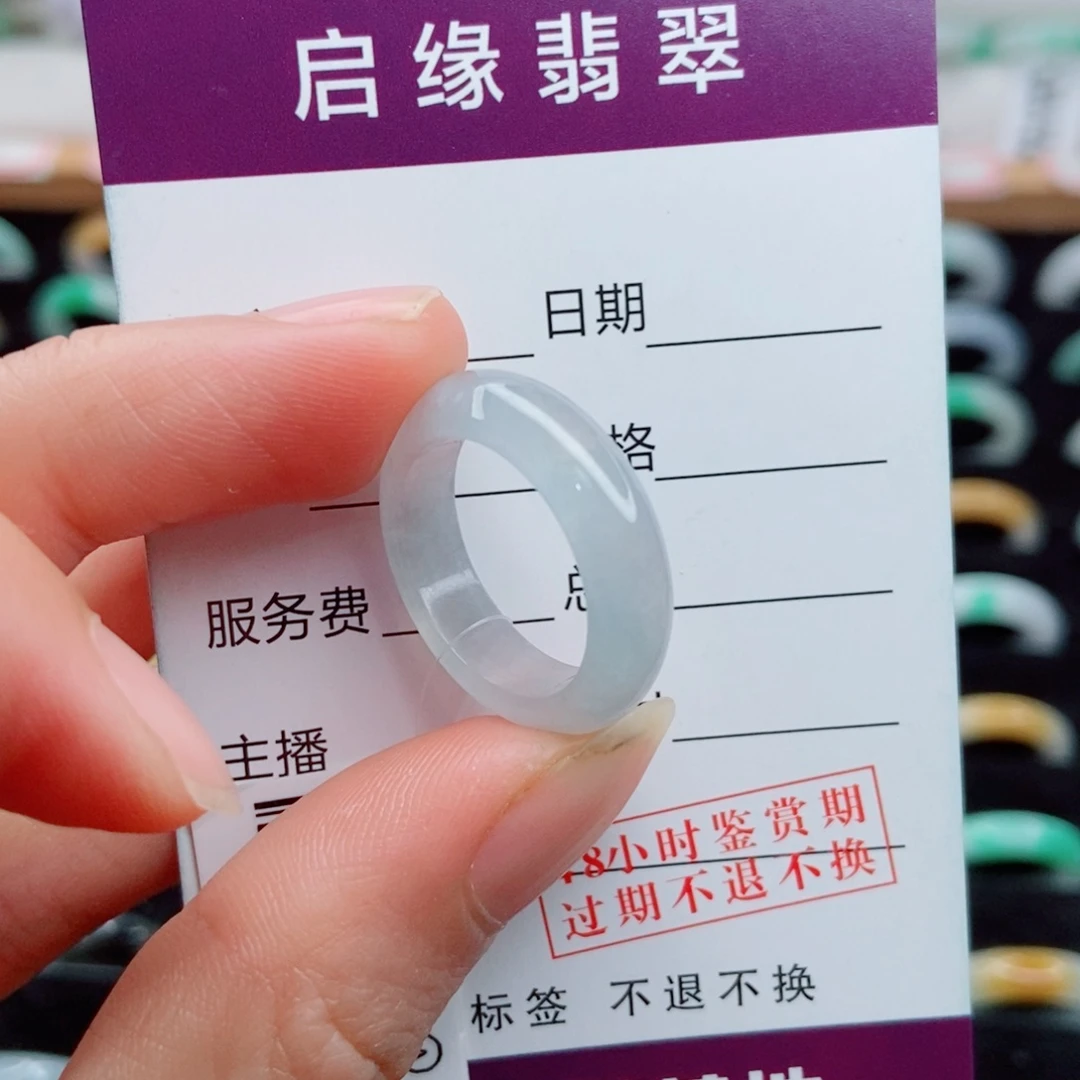 启缘翡翠
日期
格
服务费
主播
8小时鉴赏期
过期不退不换
标签 不退不换